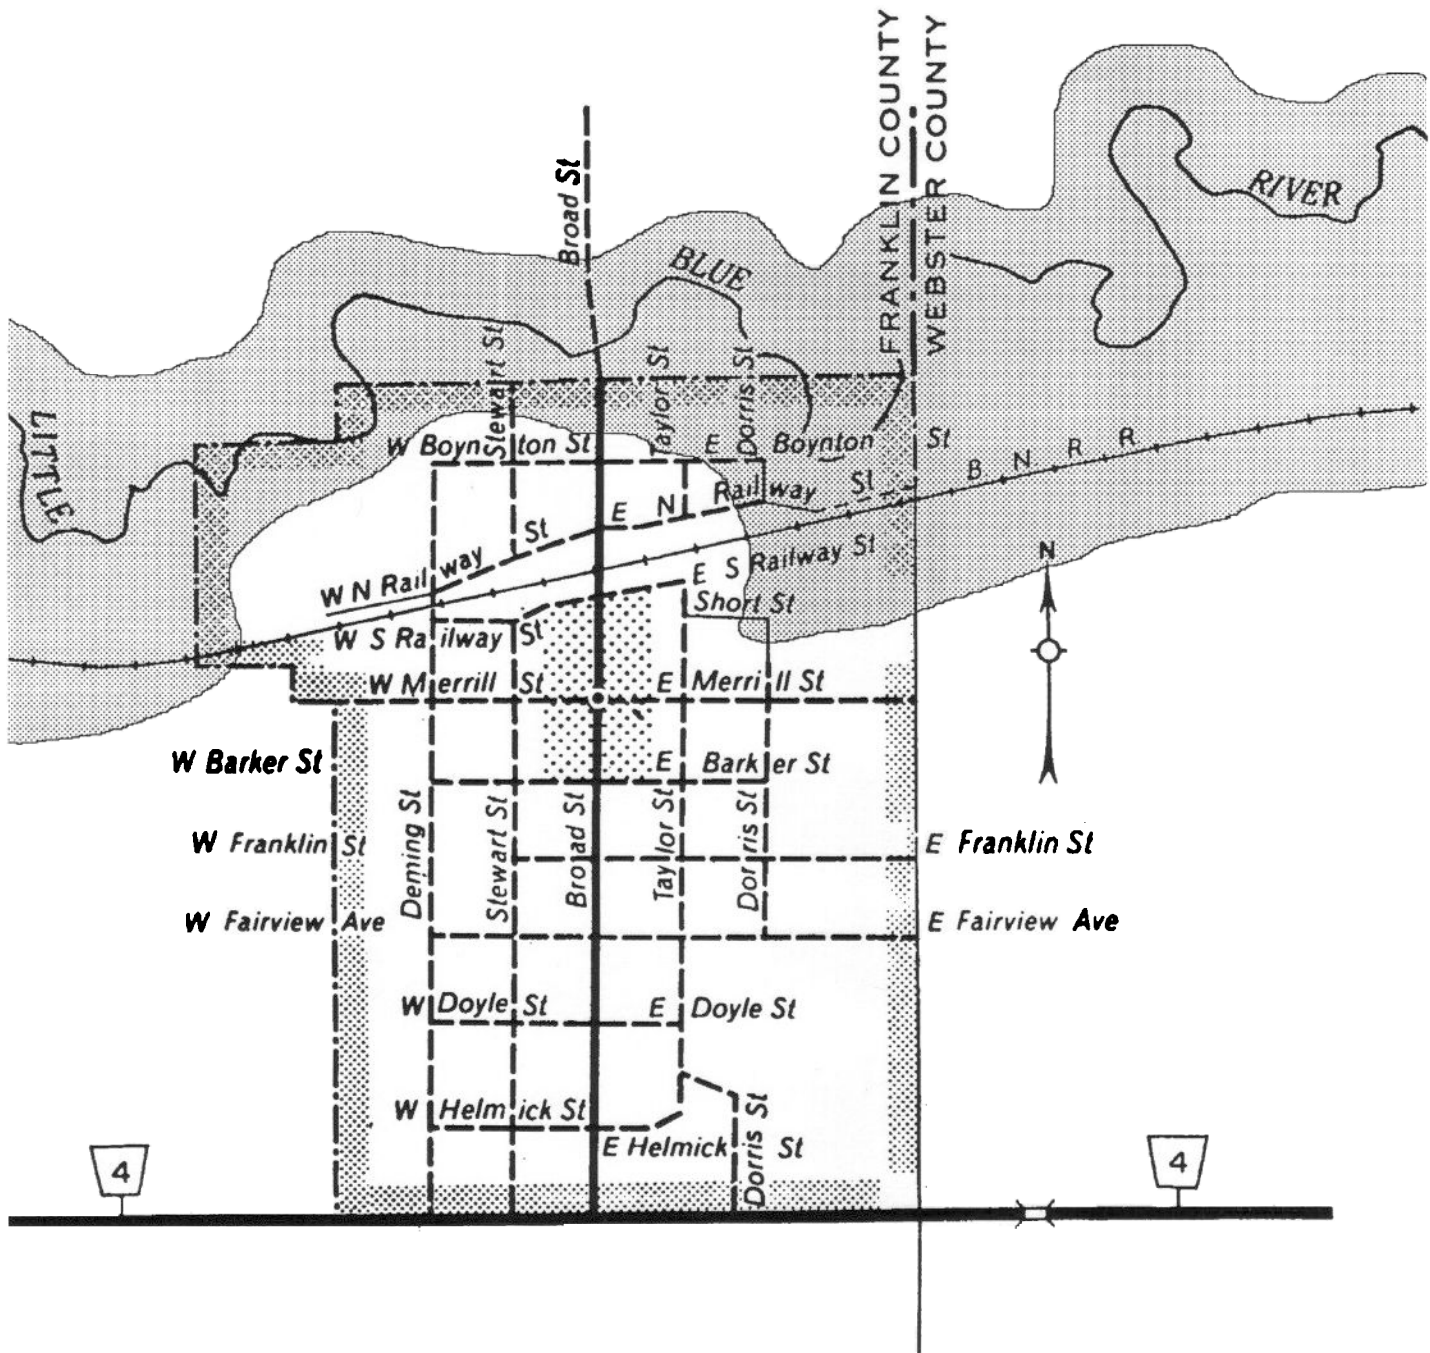 FRANKLIN COUNTY
WEBSTER COUNTY
Broad St
RIVER
BLUE
LITTLE
Stewart St
Taylor St
Dorris St
W Boynton St
E Boynton St
E N Railway St
B N R R
W N Railway St
E S Railway St
N
Short St
W S Railway St
W Merrill St
E Merrill St
W Barker St
E Barker St
Deming St
Stewart St
Broad St
Taylor St
Dorris St
W Franklin St
E Franklin St
W Fairview Ave
E Fairview Ave
W Doyle St
E Doyle St
W Helmick St
E Helmick St
Dorris St
4
4